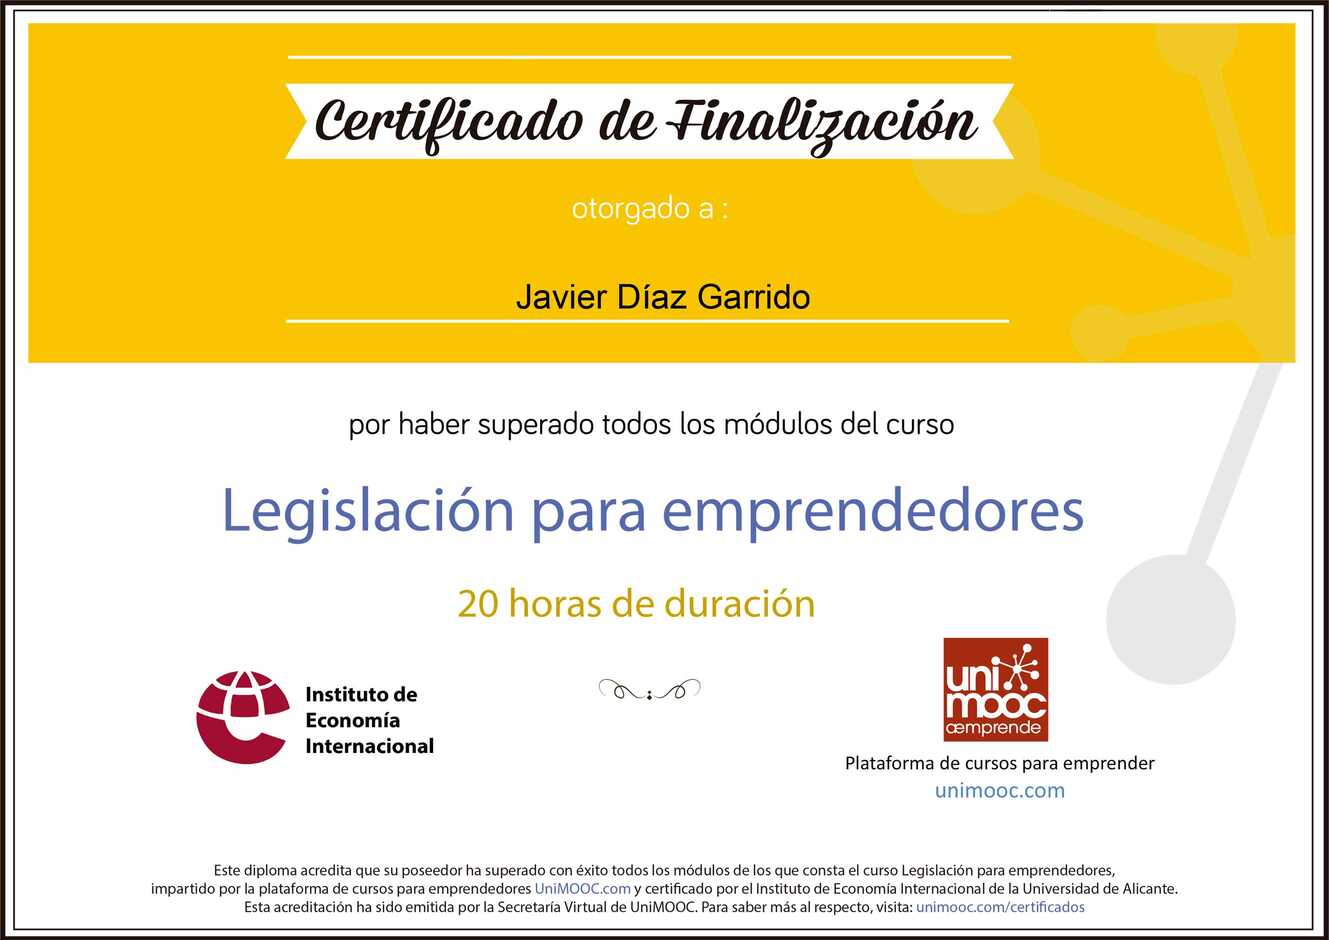 Certificado de Finalización
otorgado a :
Javier Díaz Garrido
por haber superado todos los módulos del curso
Legislación para emprendedores
20 horas de duración
Instituto de
Economía
Internacional
uni
mooc
æmprende
Plataforma de cursos para emprender
unimooc.com
Este diploma acredita que su poseedor ha superado con éxito todos los módulos de los que consta el curso Legislación para emprendedores,
impartido por la plataforma de cursos para emprendedores UniMOOC.com y certificado por el Instituto de Economía Internacional de la Universidad de Alicante.
Esta acreditación ha sido emitida por la Secretaría Virtual de UniMOOC. Para saber más al respecto, visita: unimooc.com/certificados